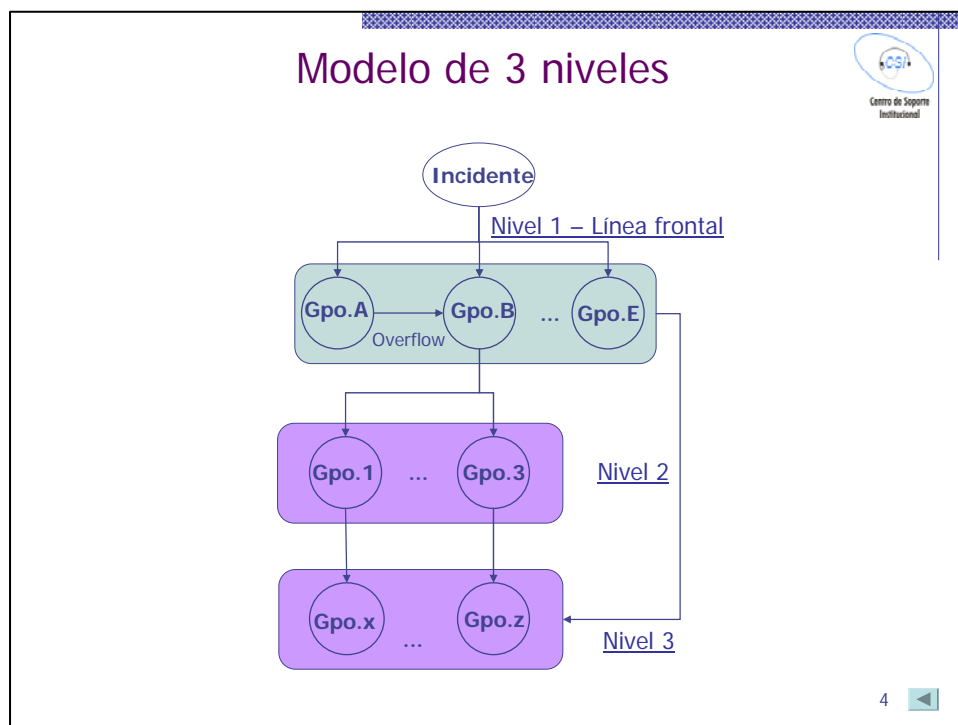 Modelo de 3 niveles
CSI
Centro de Soporte
Institucional
Incidente
Nivel 1 – Línea frontal
Gpo.A
Gpo.B
...
Gpo.E
Overflow
Gpo.1
...
Gpo.3
Nivel 2
Gpo.x
...
Gpo.z
Nivel 3
4